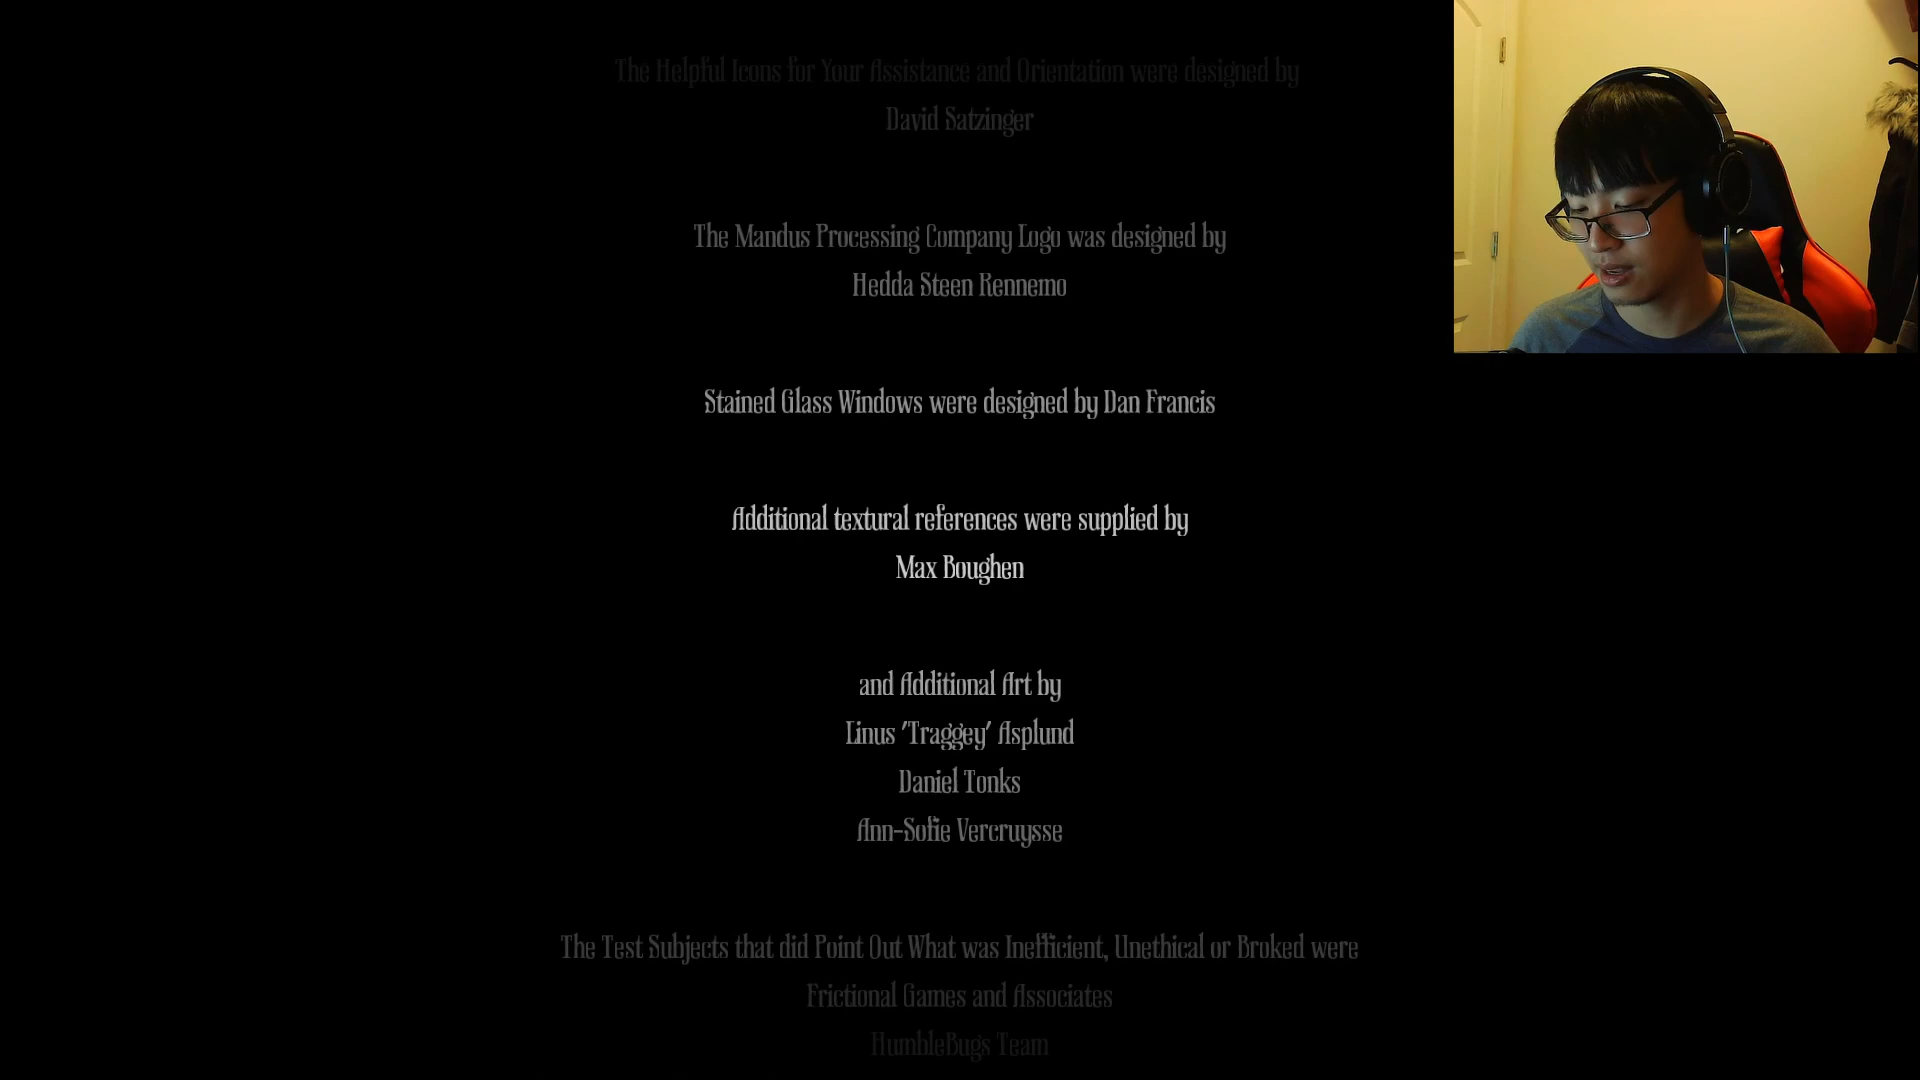 The Helpful Icons for Your Assistance and Orientation were designed by
David Satzinger
The Mandus Processing Company Logo was designed by
Hedda Steen Rennemo
Stained Glass Windows were designed by Dan Francis
Additional textural references were supplied by
Max Boughen
and Additional Art by
Linus 'Traggey' Asplund
Daniel Tonks
Ann-Sofie Vercruysse
The Test Subjects that did Point Out What was Inefficient, Unethical or Broked were
Frictional Games and Associates
HumbleBugs Team